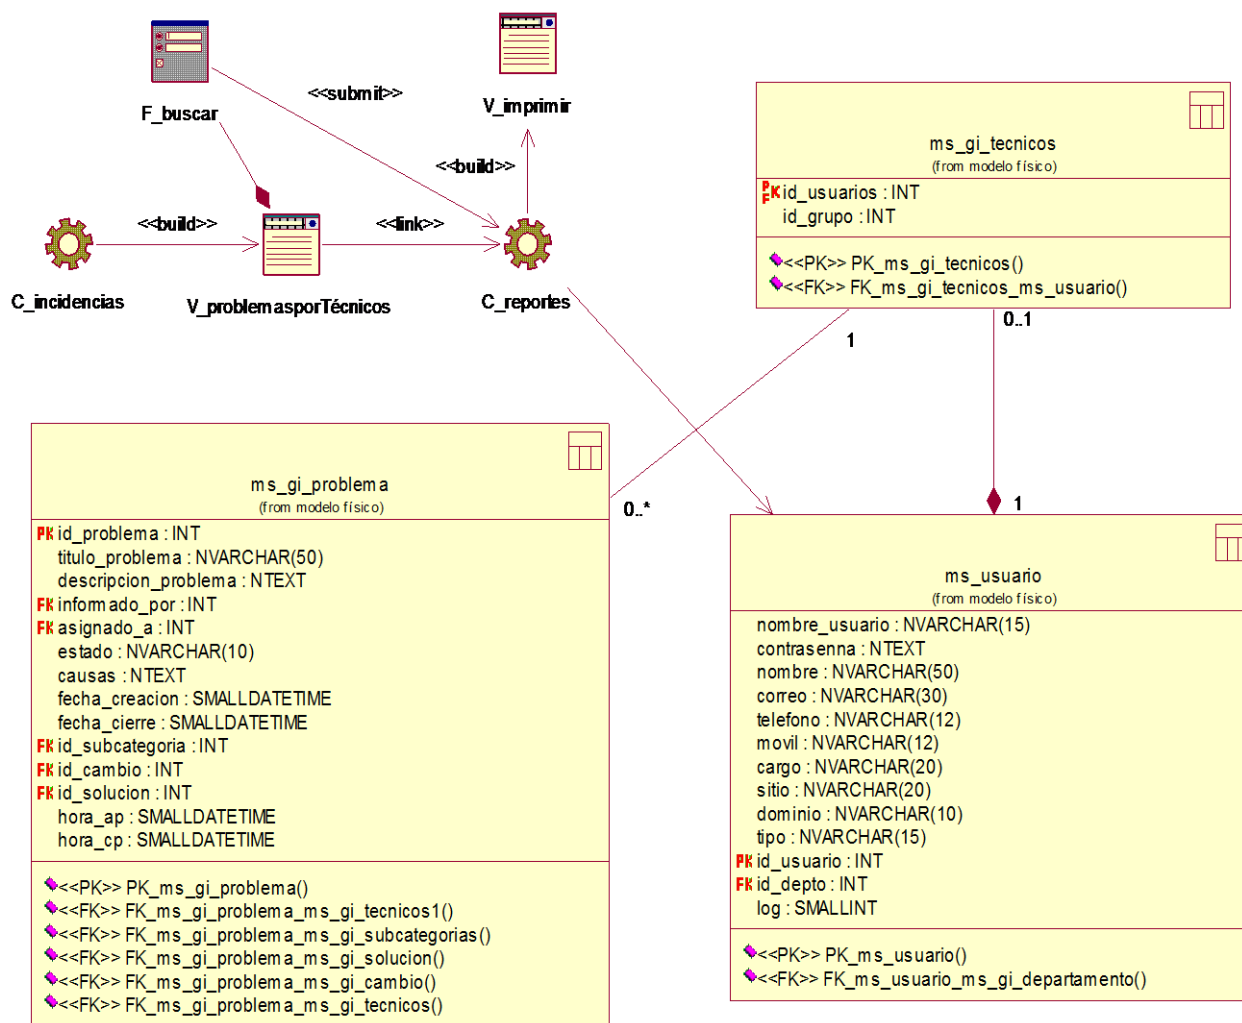 F_buscar
<<submit>>
V_imprimir
<<build>>
<<build>>
<<link>>
C_incidencias
V_problemasporTécnicos
C_reportes
ms_gi_tecnicos
(from modelo físico)
PK F id_usuarios : INT
id_grupo : INT
<<PK>> PK_ms_gi_tecnicos()
<<FK>> FK_ms_gi_tecnicos_ms_usuario()
1
0..1
0..*
1
ms_gi_problema
(from modelo físico)
PK id_problema : INT
titulo_problema : NVARCHAR(50)
descripcion_problema : NTEXT
FK informado_por : INT
FK asignado_a : INT
estado : NVARCHAR(10)
causas : NTEXT
fecha_creacion : SMALLDATETIME
fecha_cierre : SMALLDATETIME
FK id_subcategoria : INT
FK id_cambio : INT
FK id_solucion : INT
hora_ap : SMALLDATETIME
hora_cp : SMALLDATETIME
<<PK>> PK_ms_gi_problema()
<<FK>> FK_ms_gi_problema_ms_gi_tecnicos1()
<<FK>> FK_ms_gi_problema_ms_gi_subcategorias()
<<FK>> FK_ms_gi_problema_ms_gi_solucion()
<<FK>> FK_ms_gi_problema_ms_gi_cambio()
<<FK>> FK_ms_gi_problema_ms_gi_tecnicos()
ms_usuario
(from modelo físico)
nombre_usuario : NVARCHAR(15)
contrasenna : NTEXT
nombre : NVARCHAR(50)
correo : NVARCHAR(30)
telefono : NVARCHAR(12)
movil : NVARCHAR(12)
cargo : NVARCHAR(20)
sitio : NVARCHAR(20)
dominio : NVARCHAR(10)
tipo : NVARCHAR(15)
PK id_usuario : INT
FK id_depto : INT
log : SMALLINT
<<PK>> PK_ms_usuario()
<<FK>> FK_ms_usuario_ms_gi_departamento()